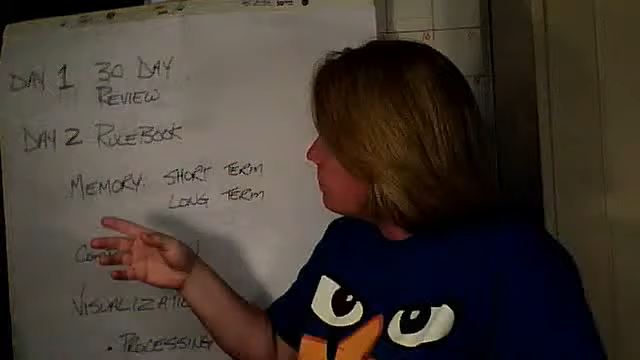 DAY 1 30 DAY
REVIEW
DAY 2 RULEBOOK
MEMORY: SHORT TERM
LONG TERM
• PROCESSING